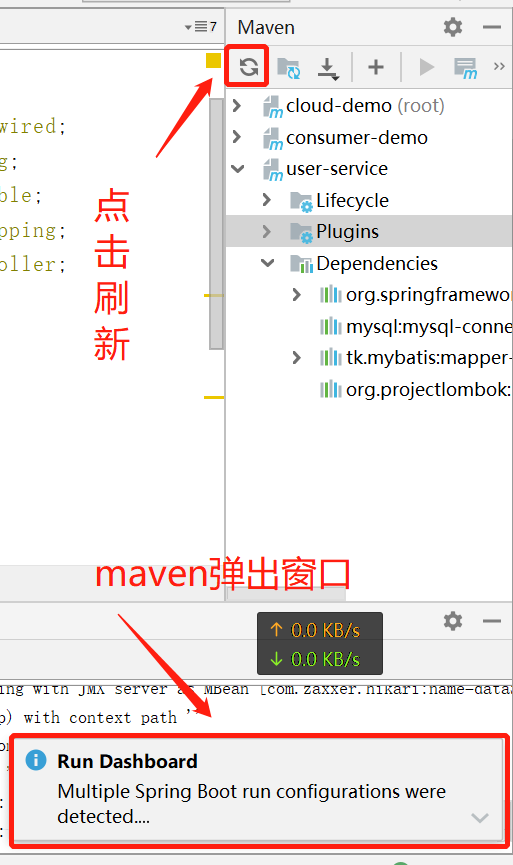 7
Maven
wired;
g;
ble;
pping;
oller;
点击刷新
cloud-demo (root)
consumer-demo
user-service
Lifecycle
Plugins
Dependencies
org.springframewo
mysql:mysql-conne
tk.mybatis:mapper-
org.projectlombok:
maven弹出窗口
↑ 0.0 KB/s
↓ 0.0 KB/s
ing with JMX server as MBean [com.zaxxer.hikari:name=data
p) with context path '
Run Dashboard
Multiple Spring Boot run configurations were
detected....